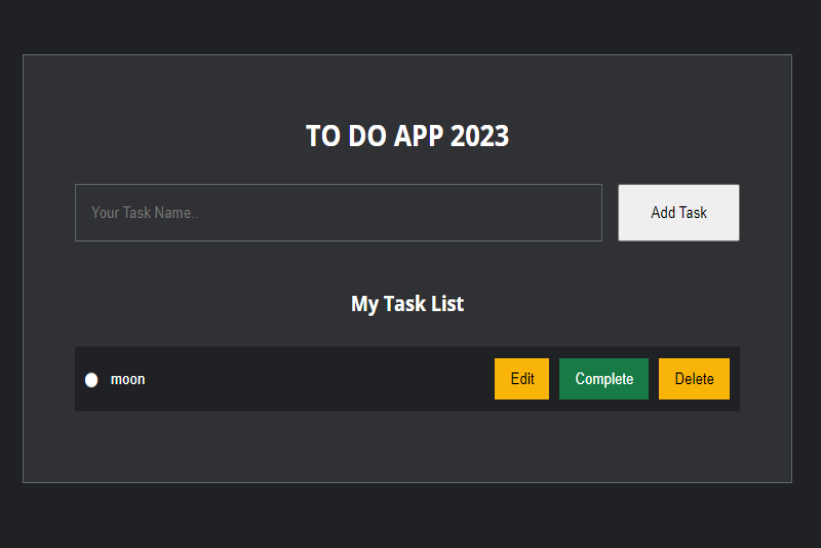 TO DO APP 2023
Your Task Name..
Add Task
My Task List
moon
Edit
Complete
Delete